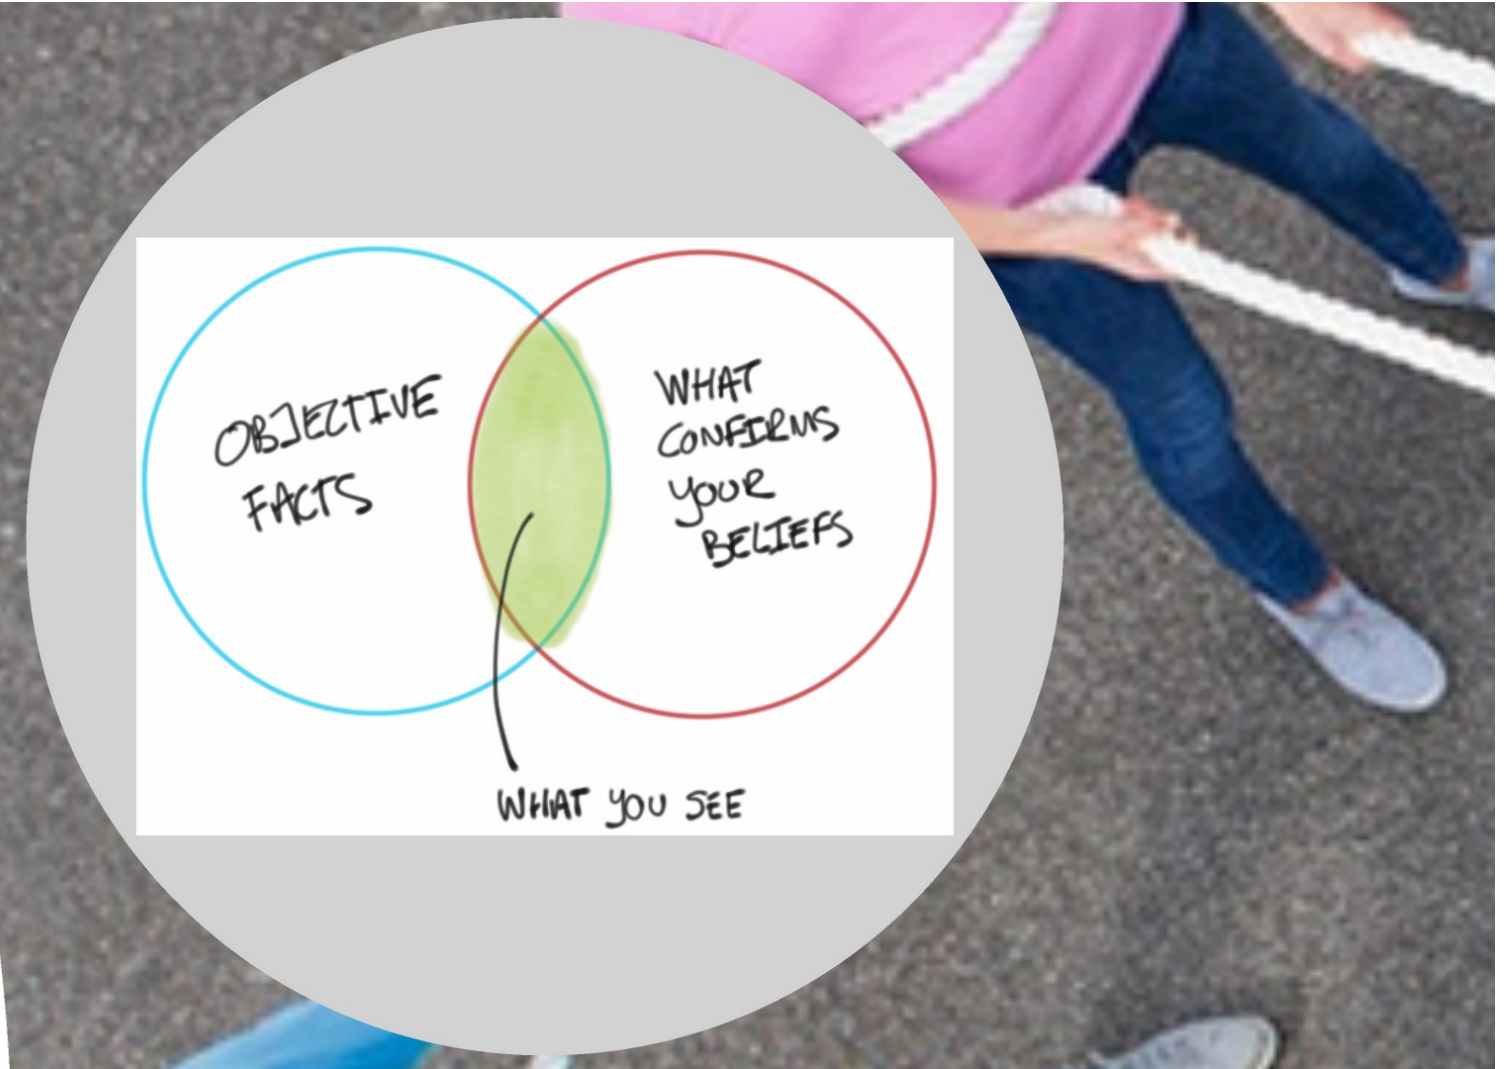 OBJECTIVE
FACTS
WHAT
CONFIRMS
YOUR
BELIEFS
WHAT YOU SEE